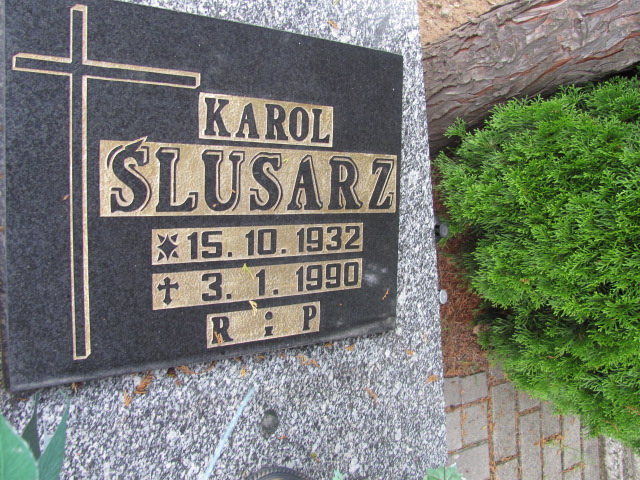 KAROL
ŚLUSARZ
* 15.10.1932
† 3.1.1990
R i P